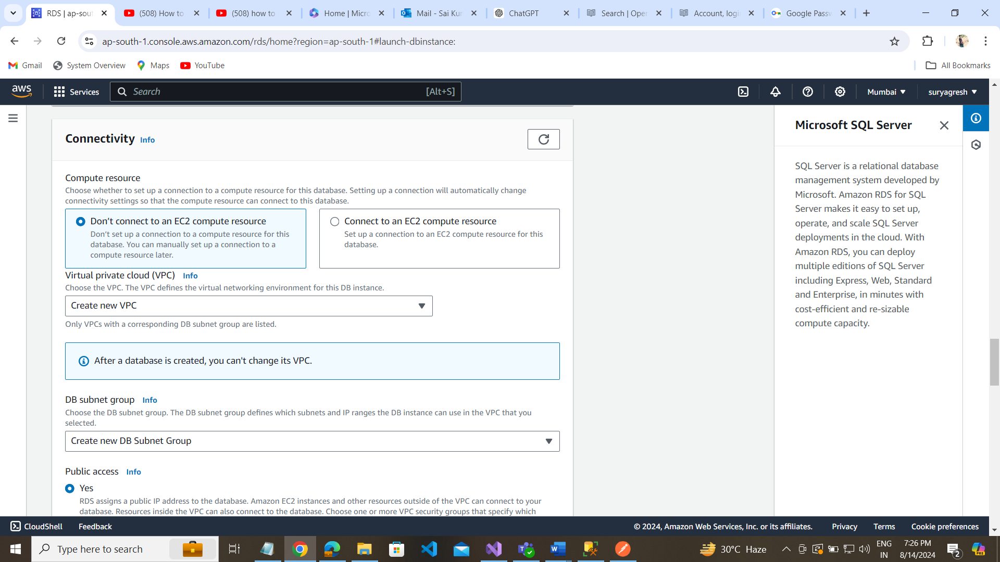 RDS | ap-sout
(508) How to
(508) how to
Home | Micro
Mail - Sai Kur
ChatGPT
Search | Oper
Account, logi
Google Passw
ap-south-1.console.aws.amazon.com/rds/home?region=ap-south-1#launch-dbinstance:
Gmail
System Overview
Maps
YouTube
All Bookmarks
aws
Services
Search
[Alt+S]
Mumbai
suryagresh
Connectivity Info
Compute resource
Choose whether to set up a connection to a compute resource for this database. Setting up a connection will automatically change
connectivity settings so that the compute resource can connect to this database.
Don't connect to an EC2 compute resource
Don't set up a connection to a compute resource for this
database. You can manually set up a connection to a
compute resource later.
Connect to an EC2 compute resource
Set up a connection to an EC2 compute resource for this
database.
Virtual private cloud (VPC) Info
Choose the VPC. The VPC defines the virtual networking environment for this DB instance.
Create new VPC
Only VPCs with a corresponding DB subnet group are listed.
After a database is created, you can't change its VPC.
DB subnet group Info
Choose the DB subnet group. The DB subnet group defines which subnets and IP ranges the DB instance can use in the VPC that you
selected.
Create new DB Subnet Group
Public access Info
Yes
RDS assigns a public IP address to the database. Amazon EC2 instances and other resources outside of the VPC can connect to your
database. Resources inside the VPC can also connect to the database. Choose one or more VPC security groups that specify which
Microsoft SQL Server
SQL Server is a relational database
management system developed by
Microsoft. Amazon RDS for SQL
Server makes it easy to set up,
operate, and scale SQL Server
deployments in the cloud. With
Amazon RDS, you can deploy
multiple editions of SQL Server
including Express, Web, Standard
and Enterprise, in minutes with
cost-efficient and re-sizable
compute capacity.
CloudShell
Feedback
© 2024, Amazon Web Services, Inc. or its affiliates.
Privacy
Terms
Cookie preferences
Type here to search
30°C Haze
ENG
IN
7:26 PM
8/14/2024
2
PRE